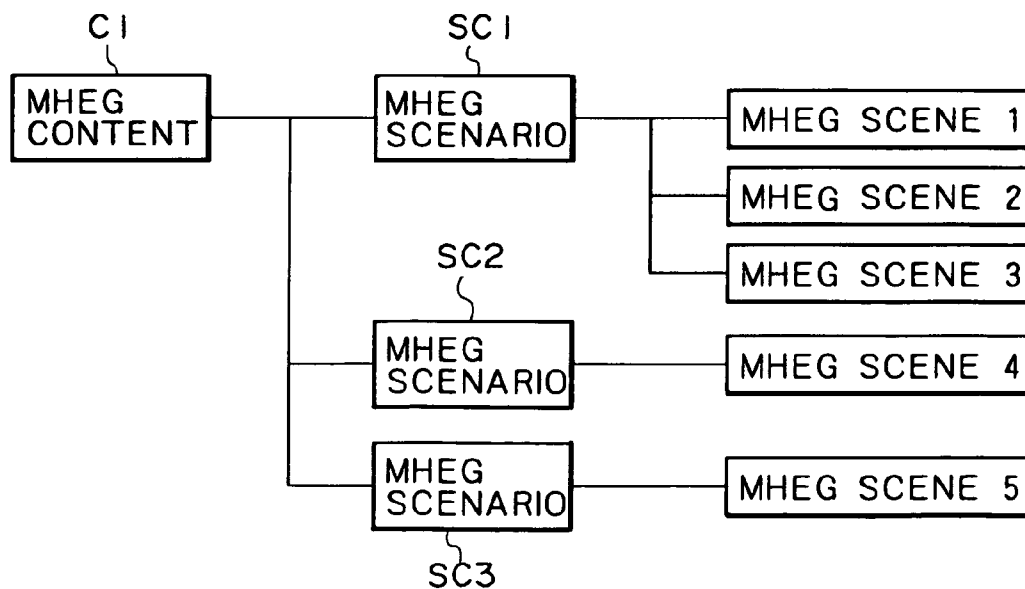 C1
SC1
MHEG
CONTENT
MHEG
SCENARIO
MHEG SCENE 1
MHEG SCENE 2
MHEG SCENE 3
SC2
MHEG
SCENARIO
MHEG SCENE 4
MHEG
SCENARIO
MHEG SCENE 5
SC3